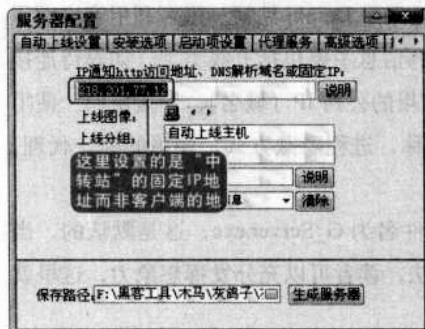 服务器配置
自动上线设置 安装选项 启动项设置 代理服务 高级选项
IP通知http访问地址、DNS解析域名或固定IP:
218.201.77.12 说明
上线图像:
上线分组: 自动上线主机
这里设置的是“中
转站”的固定IP地
址而非客户端的地
说明
息 清除
保存路径: F:\黑客工具\木马\灰鸽子\ 生成服务器